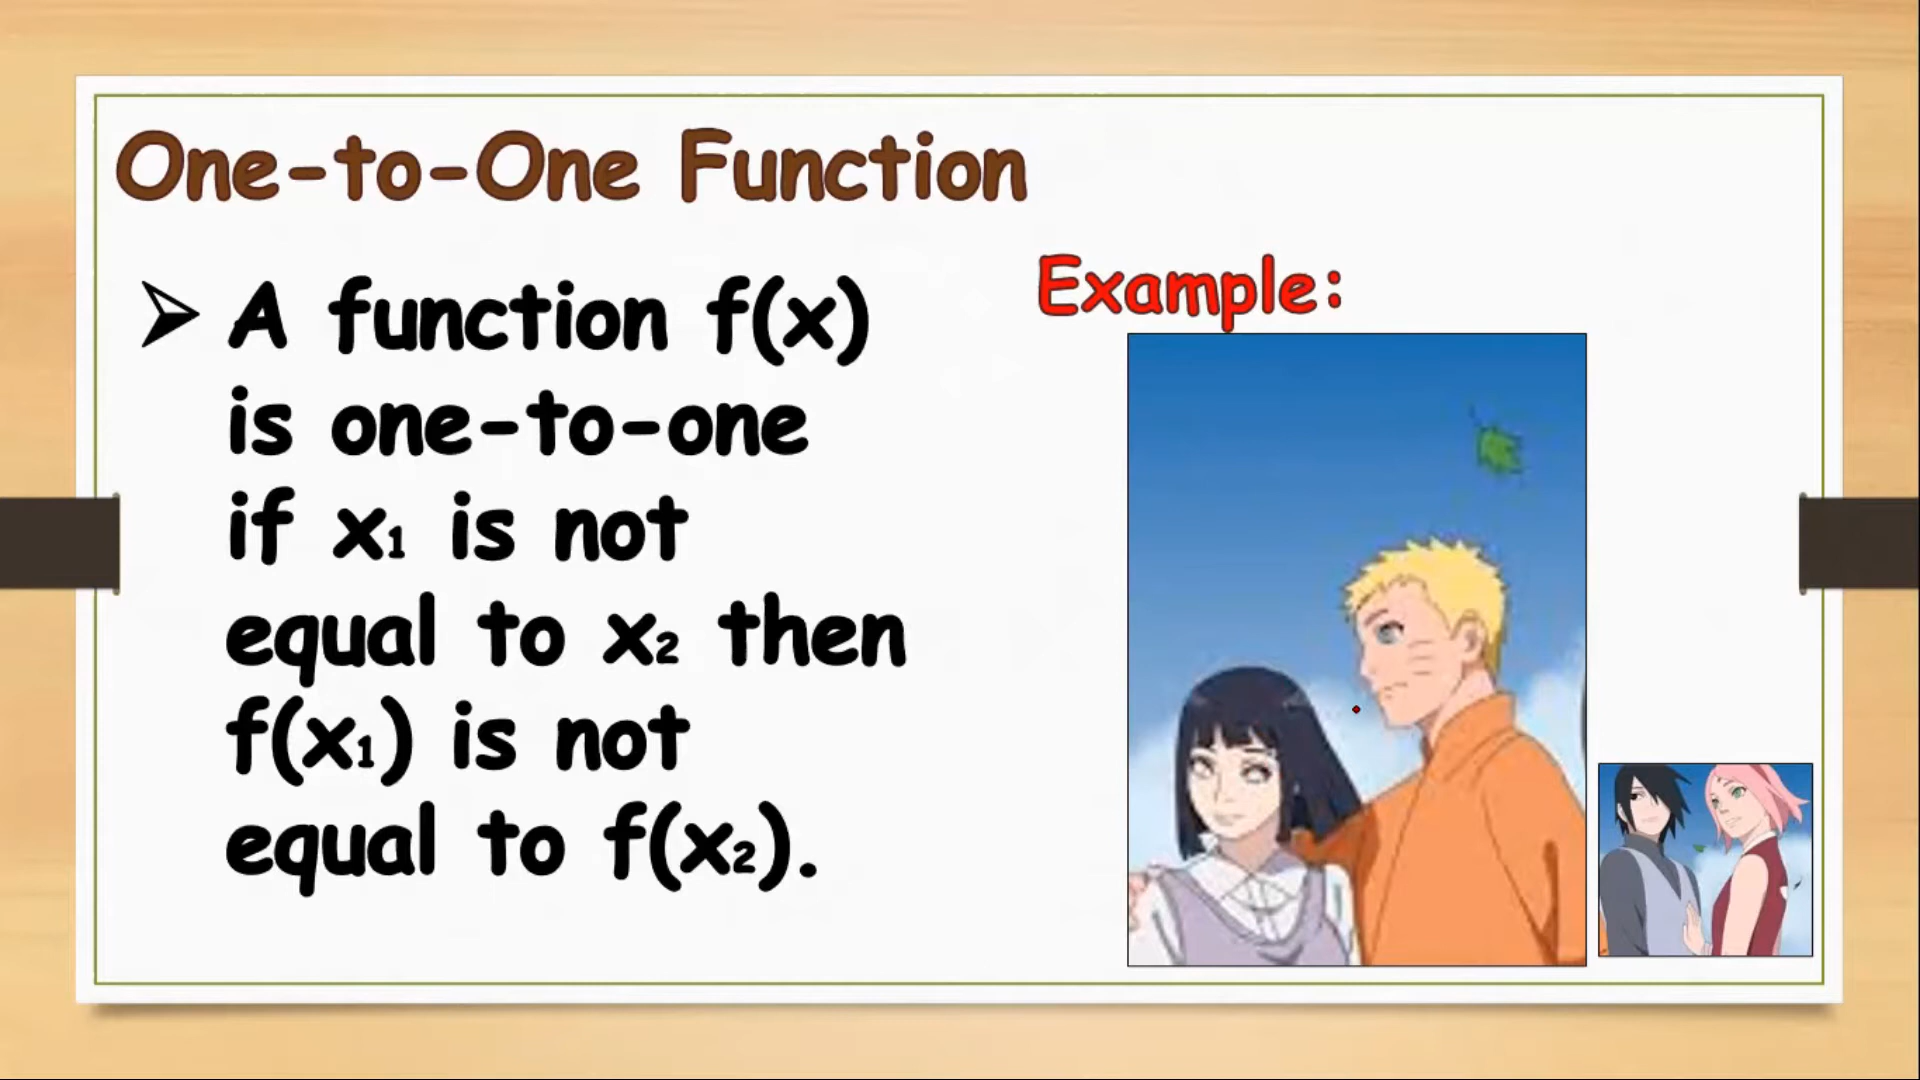 One-to-One Function
➢ A function f(x)
is one-to-one
if x₁ is not
equal to x₂ then
f(x₁) is not
equal to f(x₂).
Example: